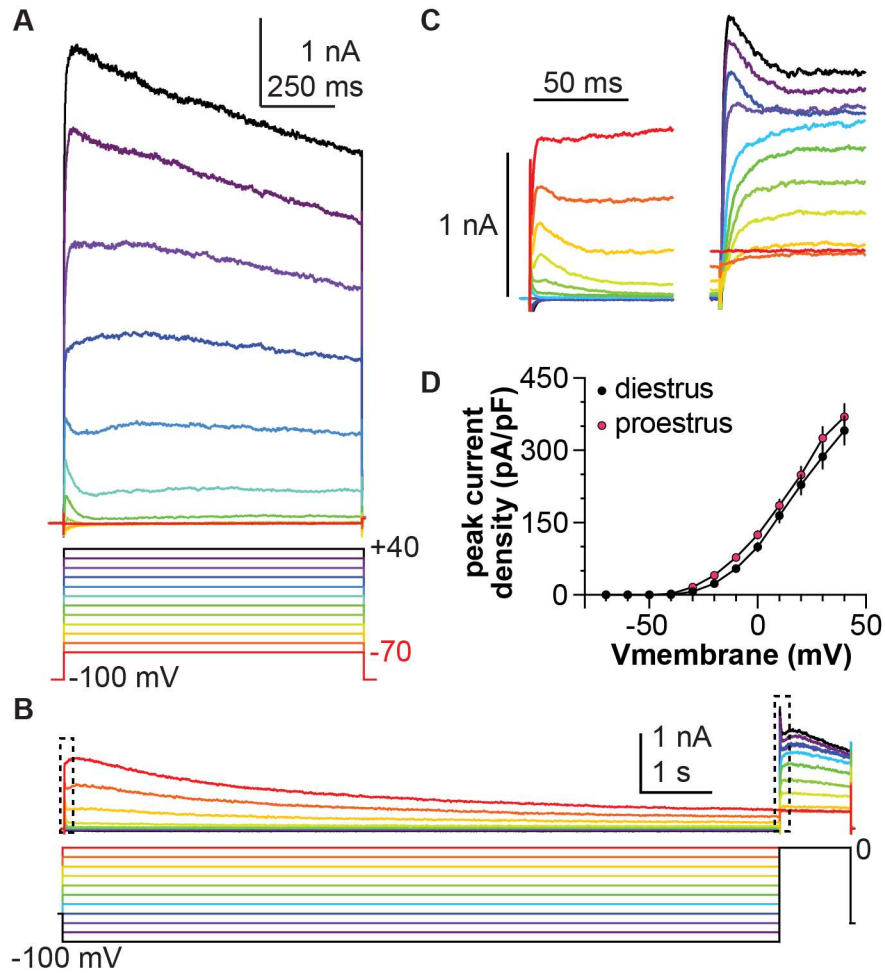 A
1 nA
250 ms
+40
-70
-100 mV
B
1 nA
1 s
0
-100 mV
C
50 ms
1 nA
D
peak current
density (pA/pF)
450
300
150
0
diestrus
proestrus
-50
0
50
Vmembrane (mV)